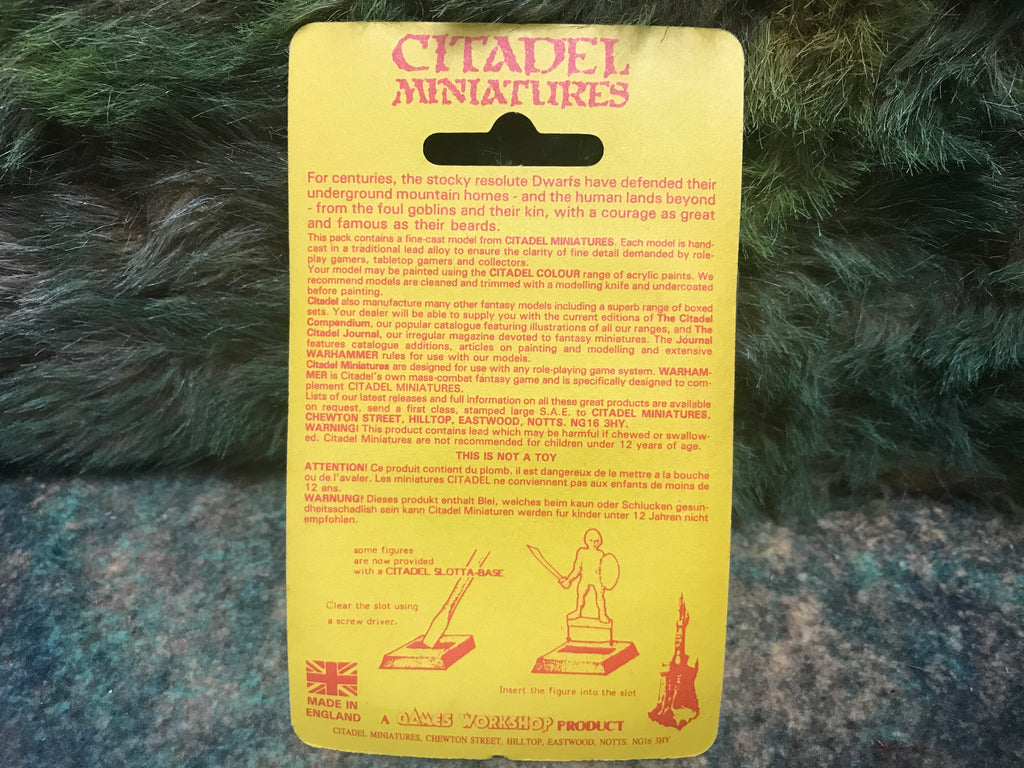 CITADEL
MINIATURES
For centuries, the stocky resolute Dwarfs have defended their
underground mountain homes - and the human lands beyond
- from the foul goblins and their kin, with a courage as great
and famous as their beards.
This pack contains a fine-cast model from CITADEL MINIATURES. Each model is hand-
cast in a traditional lead alloy to ensure the clarity of fine detail demanded by role-
play gamers, tabletop gamers and collectors.
Your model may be painted using the CITADEL COLOUR range of acrylic paints. We
recommend models are cleaned and trimmed with a modelling knife and undercoated
before painting.
Citadel also manufacture many other fantasy models including a superb range of boxed
sets. Your dealer will be able to supply you with the current editions of The Citadel
Compendium, our popular catalogue featuring illustrations of all our ranges, and The
Citadel Journal, our irregular magazine devoted to fantasy miniatures. The Journal
features catalogue additions, articles on painting and modelling and extensive
WARHAMMER rules for use with our models.
Citadel Miniatures are designed for use with any role-playing game system. WARHAM-
MER is Citadel's own mass-combat fantasy game and is specifically designed to com-
plement CITADEL MINIATURES.
Lists of our latest releases and full information on all these great products are available
on request, send a first class, stamped large S.A.E. to CITADEL MINIATURES,
CHEWTON STREET, HILLTOP, EASTWOOD, NOTTS. NG16 3HY.
WARNING! This product contains lead which may be harmful if chewed or swallow-
ed. Citadel Miniatures are not recommended for children under 12 years of age.
THIS IS NOT A TOY
ATTENTION! Ce produit contient du plomb. il est dangereux de le mettre a la bouche
ou de l'avaler. Les miniatures CITADEL ne conviennent pas aux enfants de moins de
12 ans.
WARNUNG! Dieses produkt enthalt Blei, welches beim kaun oder Schlucken gesun-
dheitsschadlish sein kann Citadel Miniaturen werden fur kinder unter 12 Jahren nicht
empfohlen.
some figures
are now provided
with a CITADEL SLOTTA-BASE
Clear the slot using
a screw driver.
Insert the figure into the slot
MADE IN
ENGLAND
A GAMES WORKSHOP PRODUCT
CITADEL MINIATURES, CHEWTON STREET, HILLTOP, EASTWOOD, NOTTS. NG16 3HY